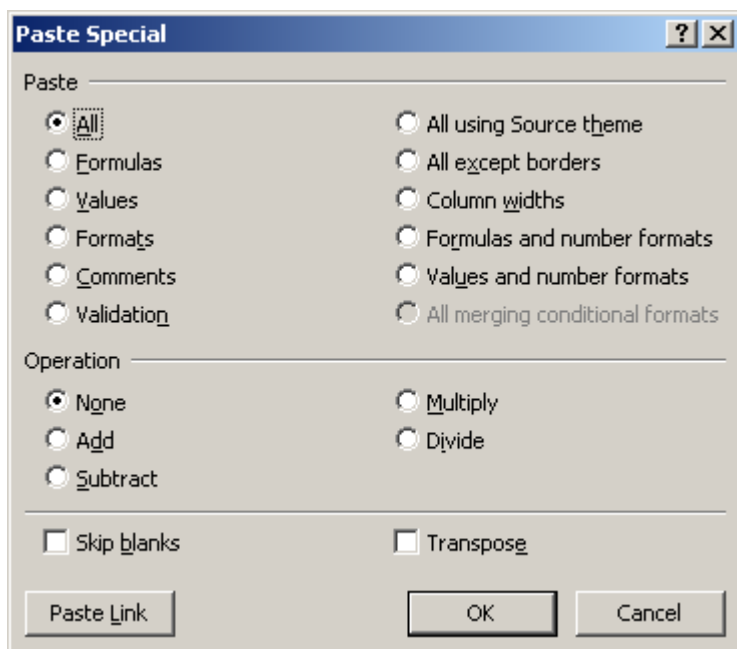 Paste Special
Paste
All
All using Source theme
Formulas
All except borders
Values
Column widths
Formats
Formulas and number formats
Comments
Values and number formats
Validation
All merging conditional formats
Operation
None
Multiply
Add
Divide
Subtract
Skip blanks
Transpose
Paste Link
OK
Cancel